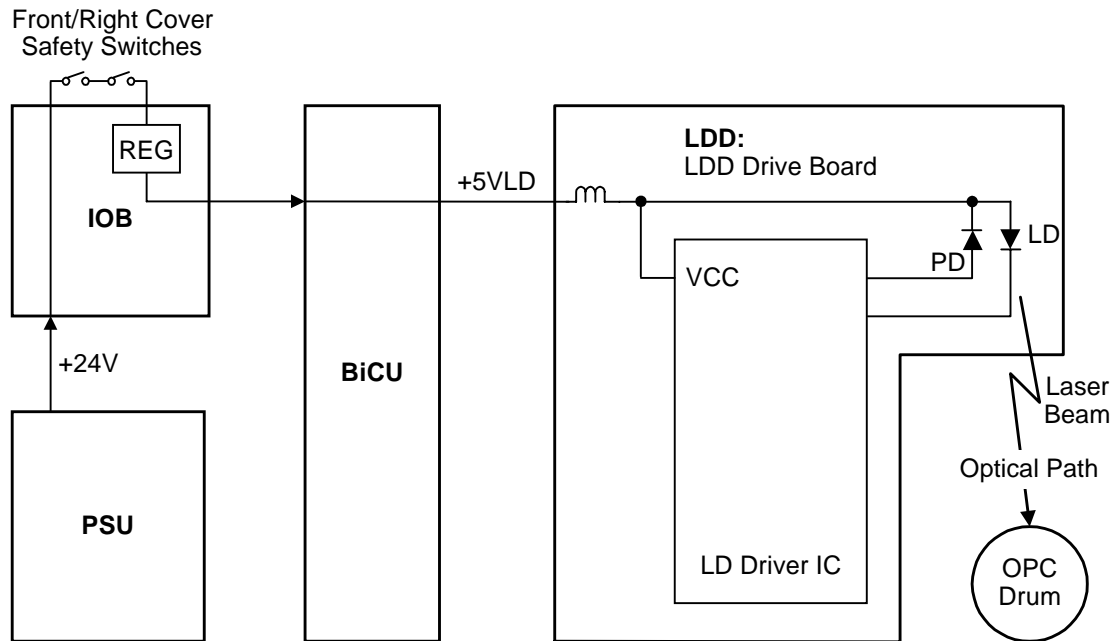 Front/Right Cover
Safety Switches
REG
IOB
+24V
PSU
BiCU
+5VLD
LDD:
LDD Drive Board
VCC
PD
LD
LD Driver IC
Laser
Beam
Optical Path
OPC
Drum